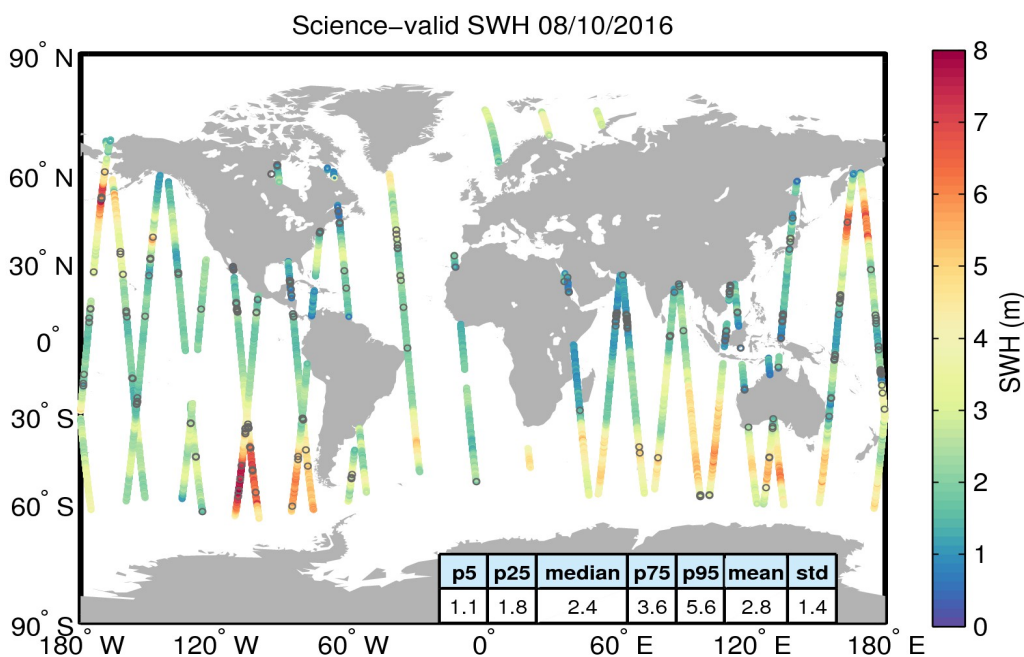 Science−valid SWH 08/10/2016
90° N
60° N
30° N
0°
30° S
60° S
90° S
180° W
120° W
60° W
0°
60° E
120° E
180° E
p5 p25 median p75 p95 mean std
1.1 1.8 2.4 3.6 5.6 2.8 1.4
8
7
6
5
4
3
2
1
0
SWH (m)